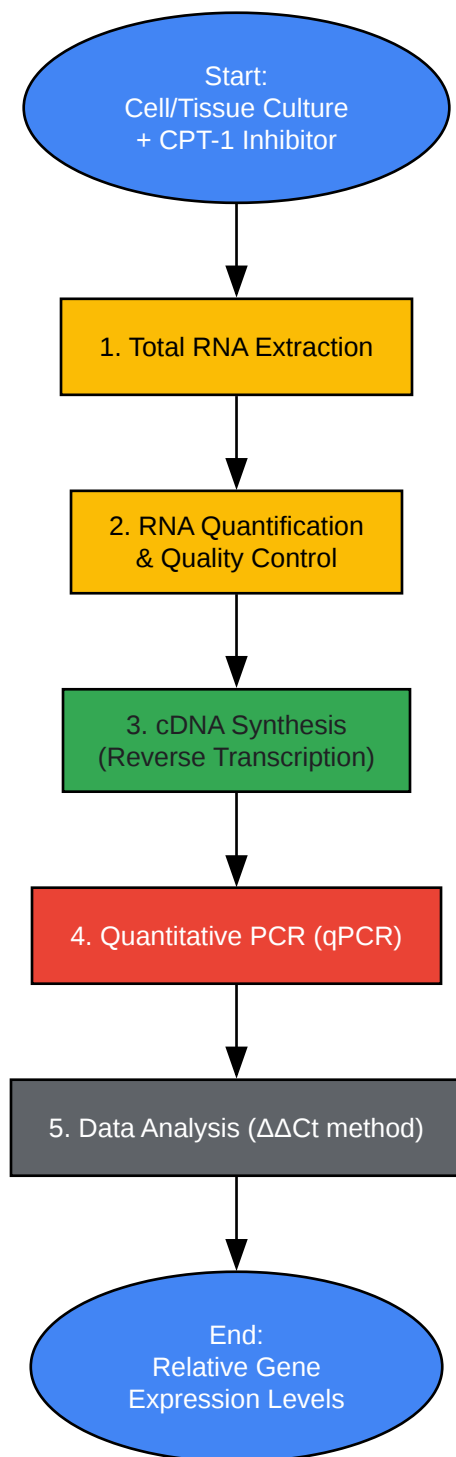 Start:
Cell/Tissue Culture
+ CPT-1 Inhibitor
1. Total RNA Extraction
2. RNA Quantification
& Quality Control
3. cDNA Synthesis
(Reverse Transcription)
4. Quantitative PCR (qPCR)
5. Data Analysis (ΔΔCt method)
End:
Relative Gene
Expression Levels